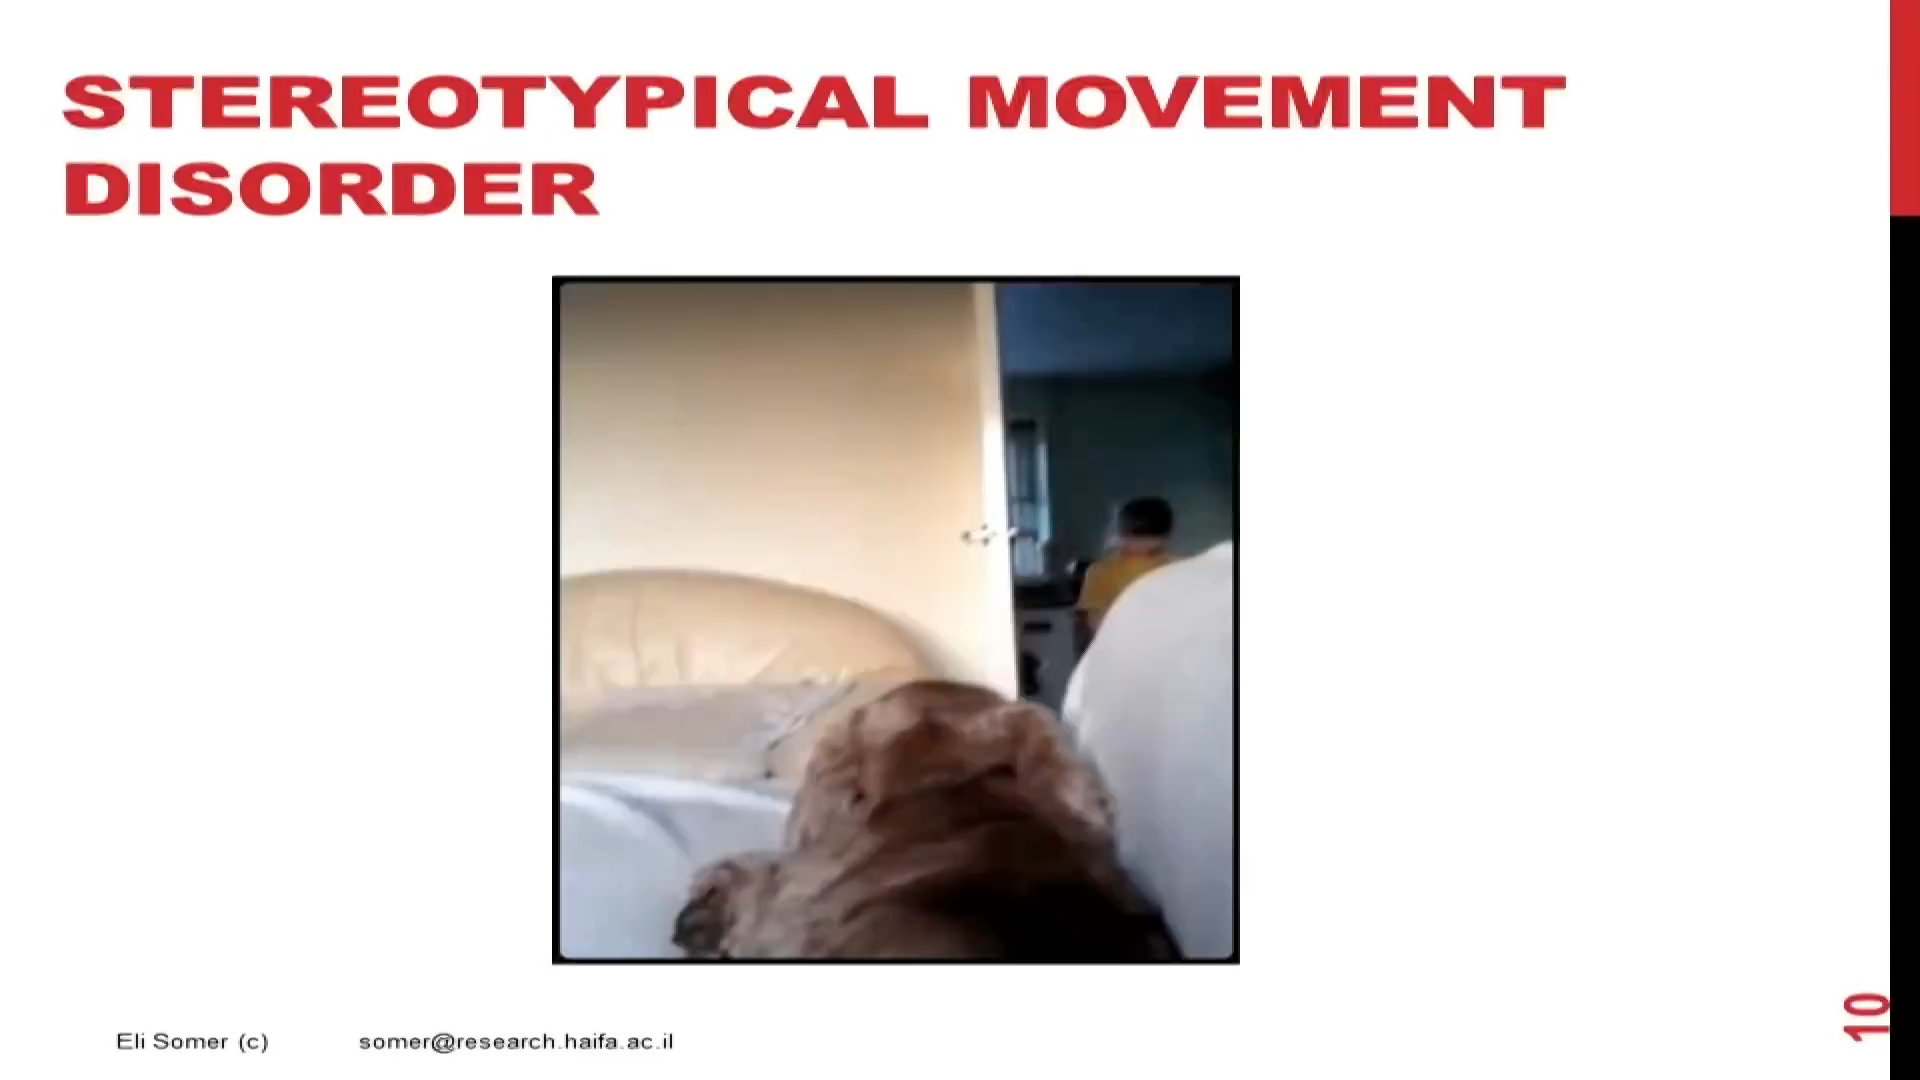 STEREOTYPICAL MOVEMENT
DISORDER
Eli Somer (c) somer@research.haifa.ac.il
10